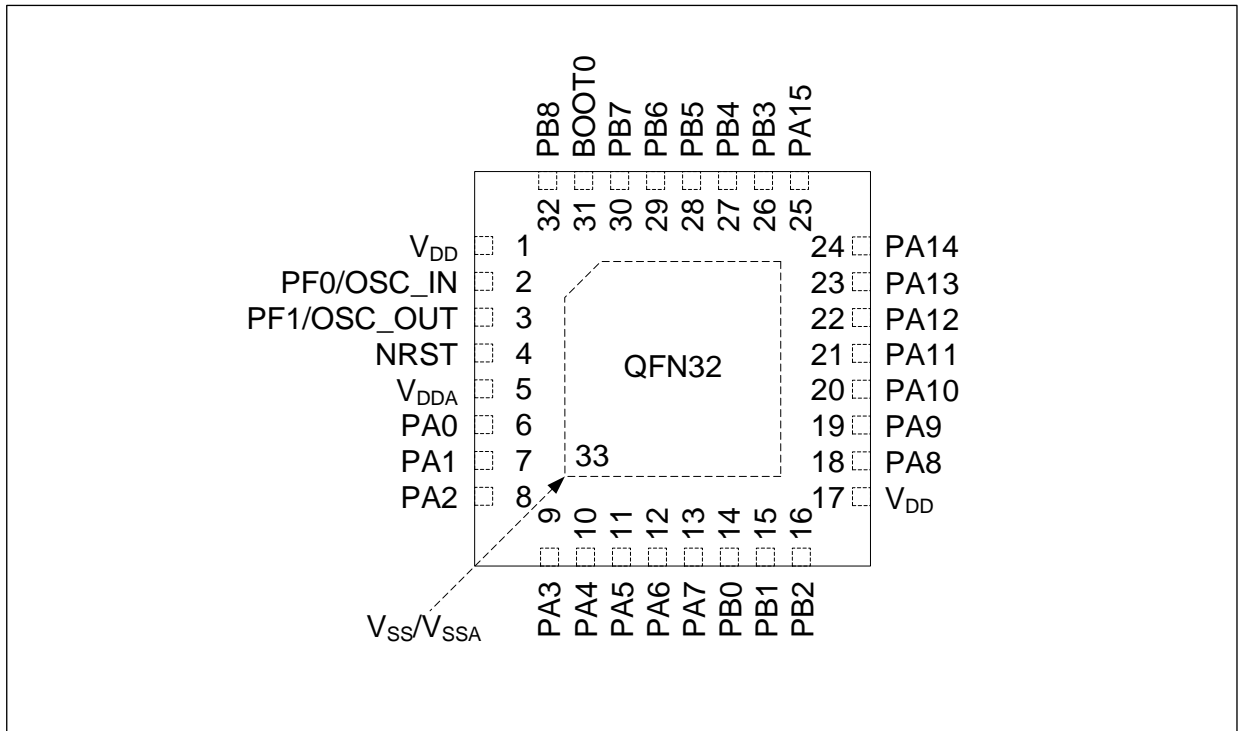 PB8 BOOT0 PB7 PB6 PB5 PB4 PB3 PA15
32 31 30 29 28 27 26 25
VDD 1 24 PA14
PF0/OSC_IN 2 23 PA13
PF1/OSC_OUT 3 22 PA12
NRST 4 21 PA11
QFN32
VDDA 5 20 PA10
PA0 6 19 PA9
PA1 7 33 18 PA8
PA2 8 17 VDD
9 10 11 12 13 14 15 16
PA3 PA4 PA5 PA6 PA7 PB0 PB1 PB2
VSS/VSSA